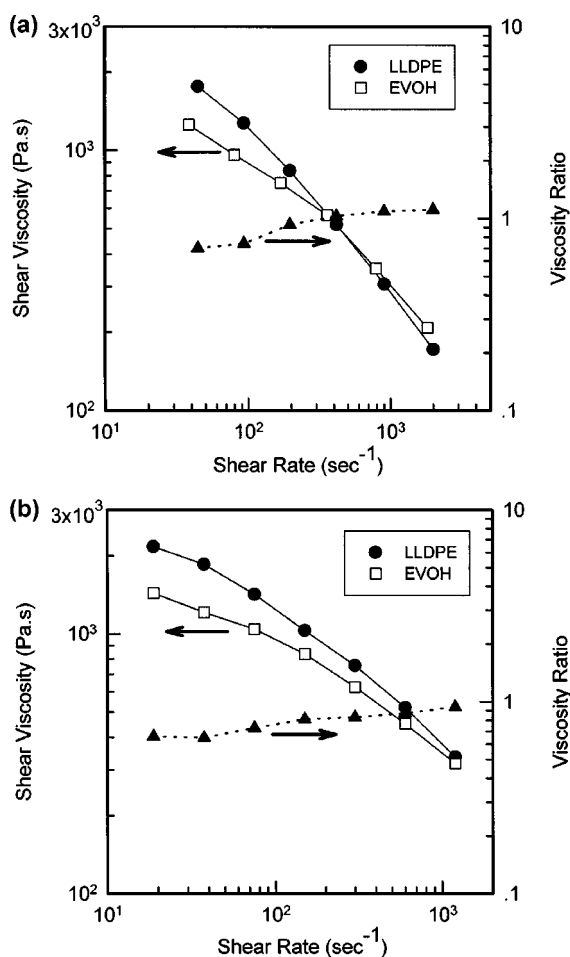 (a)
3x10³
10³
10²
Shear Viscosity (Pa.s)
LLDPE
EVOH
10
1
.1
Viscosity Ratio
10¹
10²
10³
Shear Rate (sec⁻¹)
(b)
3x10³
10³
10²
Shear Viscosity (Pa.s)
LLDPE
EVOH
10
1
.1
Viscosity Ratio
10¹
10²
10³
Shear Rate (sec⁻¹)